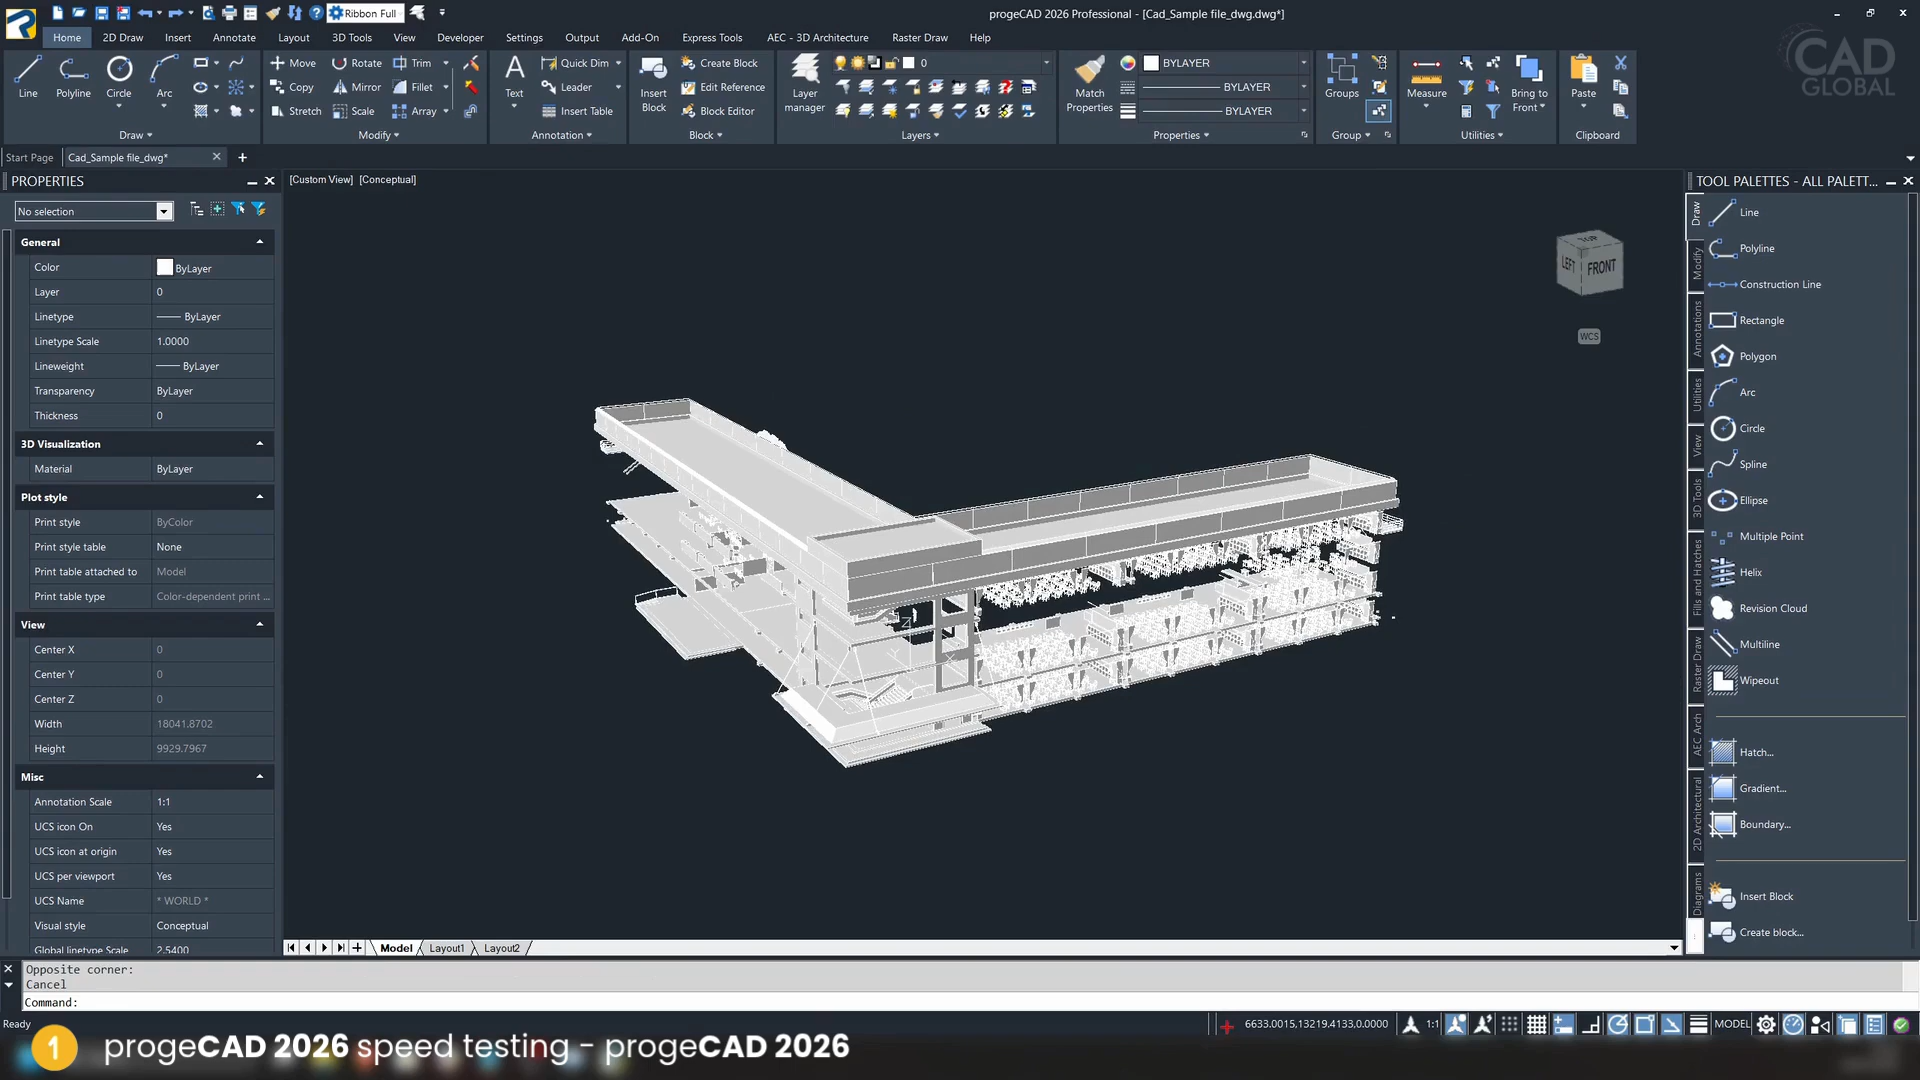 Ribbon Full
progeCAD 2026 Professional - [Cad_Sample file_dwg.dwg*]
Home
2D Draw
Insert
Annotate
Layout
3D Tools
View
Developer
Settings
Output
Add-On
Express Tools
AEC - 3D Architecture
Raster Draw
Help
CAD
GLOBAL
Line
Polyline
Circle
Arc
Draw
Move
Rotate
Trim
Copy
Mirror
Fillet
Stretch
Scale
Array
Modify
Text
Quick Dim
Leader
Insert Table
Annotation
Insert
Block
Create Block
Edit Reference
Block Editor
Block
Layer
manager
0
Layers
Match
Properties
BYLAYER
BYLAYER
BYLAYER
Properties
Groups
Group
Measure
Bring to
Front
Utilities
Paste
Clipboard
Start Page
Cad_Sample file_dwg*
PROPERTIES
No selection
General
Color ByLayer
Layer 0
Linetype ByLayer
Linetype Scale 1.0000
Lineweight ByLayer
Transparency ByLayer
Thickness 0
3D Visualization
Material ByLayer
Plot style
Print style ByColor
Print style table None
Print table attached to Model
Print table type Color-dependent print ...
View
Center X 0
Center Y 0
Center Z 0
Width 18041.8702
Height 9929.7967
Misc
Annotation Scale 1:1
UCS icon On Yes
UCS icon at origin Yes
UCS per viewport Yes
UCS Name * WORLD *
Visual style Conceptual
Global linetype Scale 2.5400
[Custom View] [Conceptual]
TOP
LEFT
FRONT
WCS
Z
Y
X
TOOL PALETTES - ALL PALETT...
Draw
Modify
Annotations
Utilities
View
3D Tools
Fills and Hatches
Raster Draw
AEC Arch
2D Architectural
Diagrams
Line
Polyline
Construction Line
Rectangle
Polygon
Arc
Circle
Spline
Ellipse
Multiple Point
Helix
Revision Cloud
Multiline
Wipeout
Hatch...
Gradient...
Boundary...
Insert Block
Create block...
Model
Layout1
Layout2
Opposite corner:
Cancel
Command:
Ready
6633.0015,13219.4133,0.0000
1:1
MODEL
1
progeCAD 2026 speed testing - progeCAD 2026